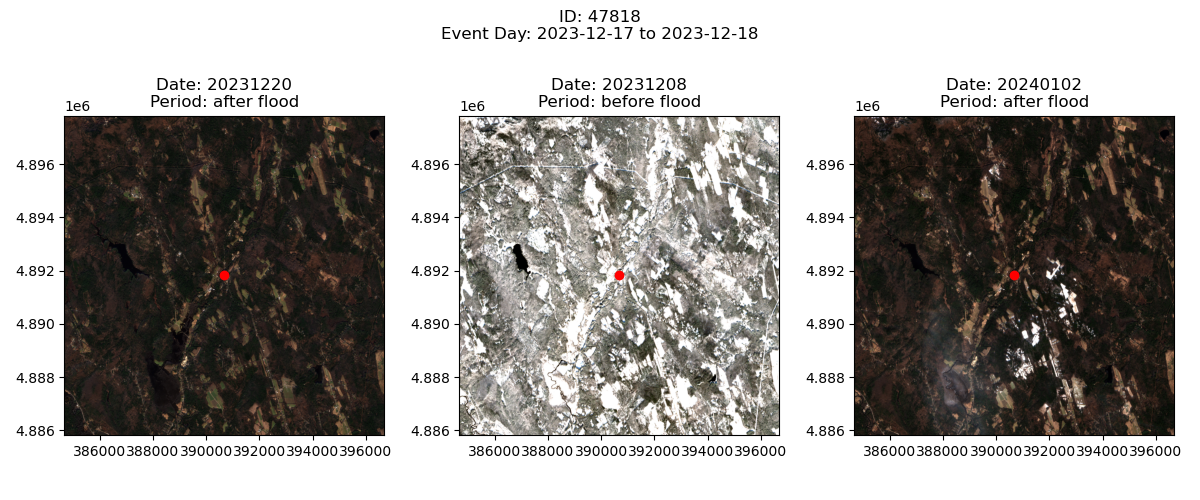 ID: 47818
Event Day: 2023-12-17 to 2023-12-18
Date: 20231220
Period: after flood
1e6
4.896
4.894
4.892
4.890
4.888
4.886
386000 388000 390000 392000 394000 396000
Date: 20231208
Period: before flood
1e6
4.896
4.894
4.892
4.890
4.888
4.886
386000 388000 390000 392000 394000 396000
Date: 20240102
Period: after flood
1e6
4.896
4.894
4.892
4.890
4.888
4.886
386000 388000 390000 392000 394000 396000